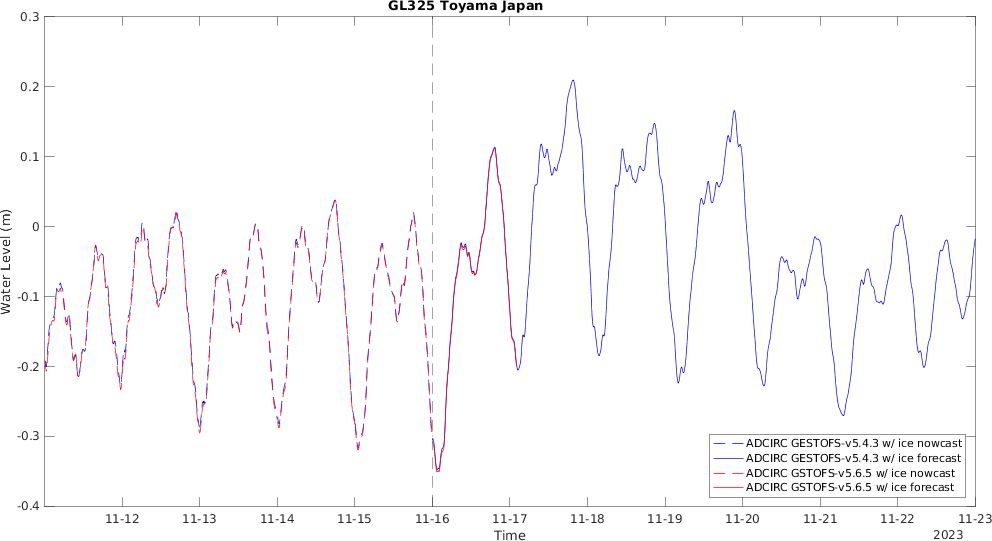 GL325 Toyama Japan
0.3
0.2
0.1
0
-0.1
-0.2
-0.3
-0.4
Water Level (m)
ADCIRC GESTOFS-v5.4.3 w/ ice nowcast
ADCIRC GESTOFS-v5.4.3 w/ ice forecast
ADCIRC GSTOFS-v5.6.5 w/ ice nowcast
ADCIRC GSTOFS-v5.6.5 w/ ice forecast
11-12 11-13 11-14 11-15 11-16 11-17 11-18 11-19 11-20 11-21 11-22 11-23
Time
2023